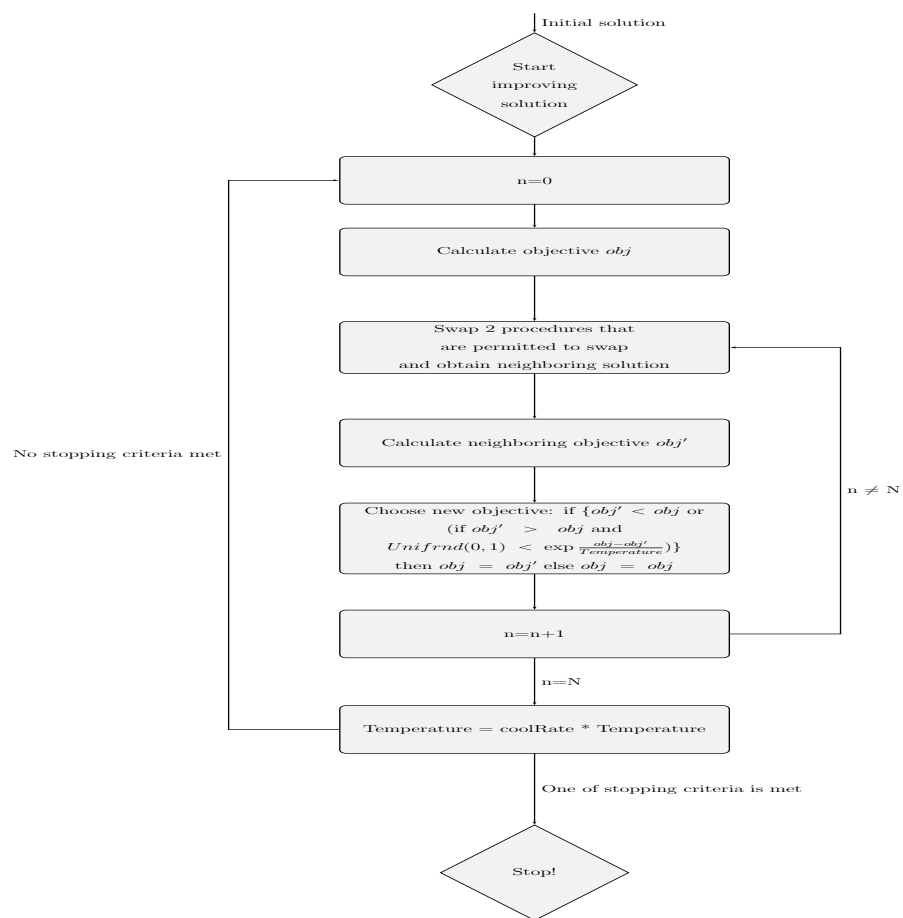 Initial solution
Start
improving
solution
n=0
Calculate objective obj
Swap 2 procedures that
are permitted to swap
and obtain neighboring solution
Calculate neighboring objective obj′
No stopping criteria met
n ≠ N
Choose new objective: if {obj′ < obj or
(if obj′ > obj and
Unifrnd(0, 1) < exp obj−obj′/Temperature)}
then obj = obj′ else obj = obj
n=n+1
n=N
Temperature = coolRate * Temperature
One of stopping criteria is met
Stop!